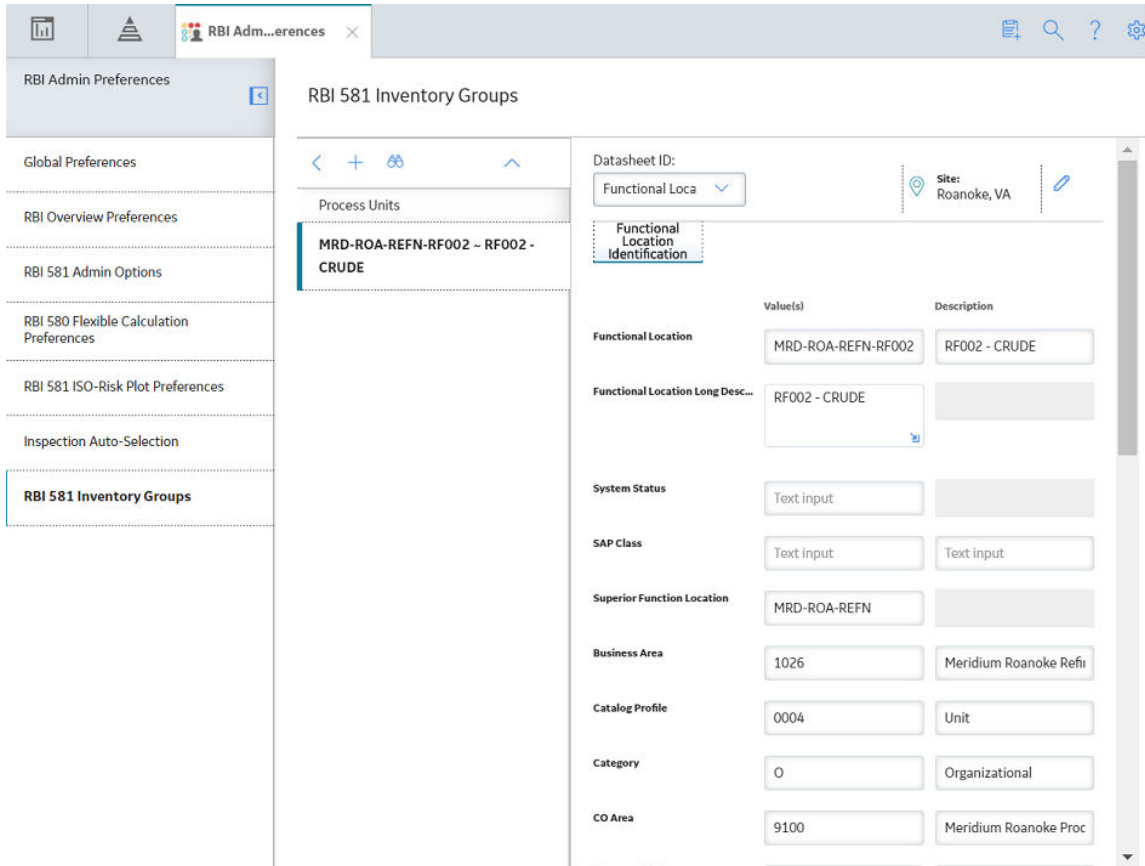 RBI Adm...erences
RBI Admin Preferences
Global Preferences
RBI Overview Preferences
RBI 581 Admin Options
RBI 580 Flexible Calculation
Preferences
RBI 581 ISO-Risk Plot Preferences
Inspection Auto-Selection
RBI 581 Inventory Groups
RBI 581 Inventory Groups
Process Units
MRD-ROA-REFN-RF002 ~ RF002 -
CRUDE
Datasheet ID:
Functional Loca
Site:
Roanoke, VA
Functional
Location
Identification
Value(s) Description
Functional Location MRD-ROA-REFN-RF002 RF002 - CRUDE
Functional Location Long Desc... RF002 - CRUDE
System Status Text input
SAP Class Text input Text input
Superior Function Location MRD-ROA-REFN
Business Area 1026 Meridium Roanoke Refin
Catalog Profile 0004 Unit
Category O Organizational
CO Area 9100 Meridium Roanoke Proc